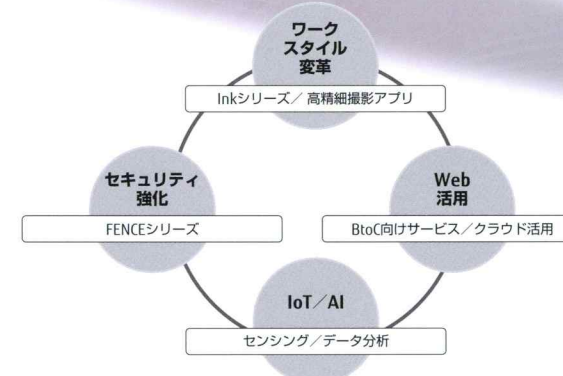 ワーク
スタイル
変革
Inkシリーズ／ 高精細撮影アプリ
セキュリティ
強化
FENCEシリーズ
Web
活用
BtoC向けサービス／クラウド活用
IoT／AI
センシング／データ分析